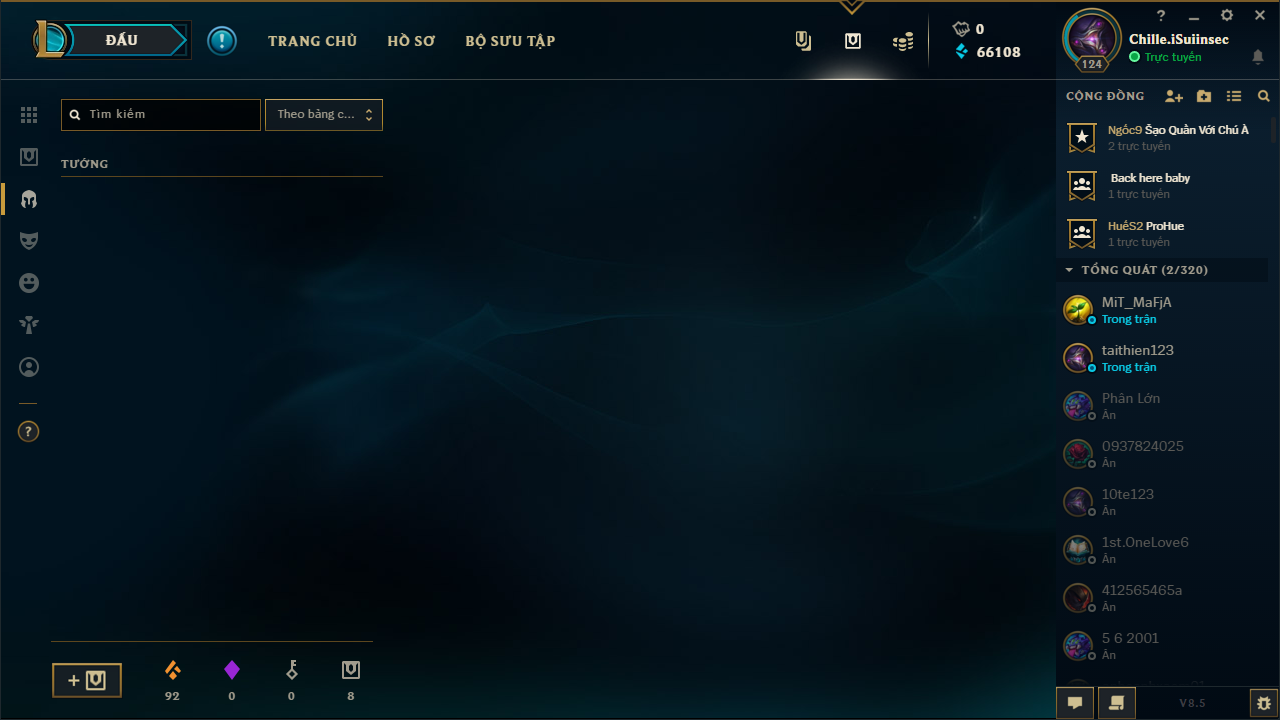 ĐẤU
TRANG CHỦ
HỒ SƠ
BỘ SƯU TẬP
0
66108
124
Chille.iSuiinsec
Trực tuyến
Tìm kiếm
Theo bảng c...
TƯỚNG
92
0
0
8
CỘNG ĐỒNG
Ngốc9 Sạo Quần Với Chú À
2 trực tuyến
Back here baby
1 trực tuyến
HuếS2 ProHue
1 trực tuyến
TỔNG QUÁT (2/320)
MiT_MaFjA
Trong trận
taithien123
Trong trận
Phân Lớn
Ẩn
0937824025
Ẩn
10te123
Ẩn
1st.OneLove6
Ẩn
412565465a
Ẩn
5 6 2001
Ẩn
V8.5